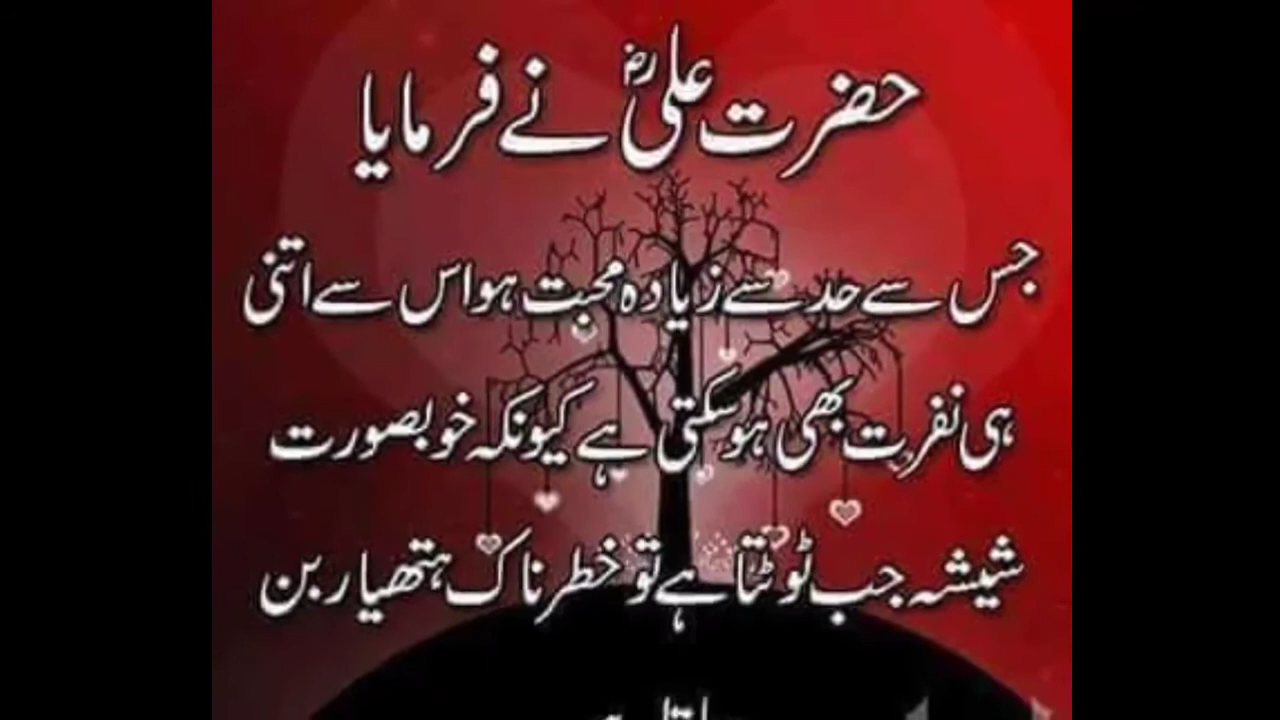 حضرت علیؓ نے فرمایا
جس سے حد سے زیادہ محبت ہو اس سے اتنی
ہی نفرت بھی ہو سکتی ہے کیونکہ خوبصورت
شیشہ جب ٹوٹتا ہے تو خطرناک ہتھیار بن